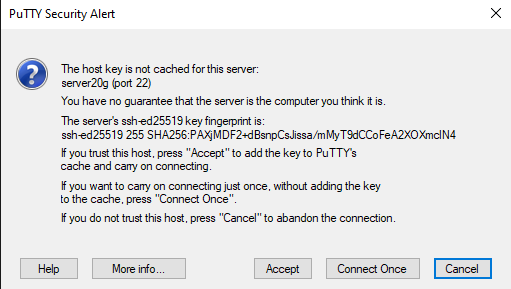 PuTTY Security Alert
The host key is not cached for this server:
server20g (port 22)
You have no guarantee that the server is the computer you think it is.
The server's ssh-ed25519 key fingerprint is:
ssh-ed25519 255 SHA256:PAXjMDF2+dBsnpCsJissa/mMyT9dCCoFeA2XOXmclN4
If you trust this host, press "Accept" to add the key to PuTTY's
cache and carry on connecting.
If you want to carry on connecting just once, without adding the key
to the cache, press "Connect Once".
If you do not trust this host, press "Cancel" to abandon the connection.
Help
More info...
Accept
Connect Once
Cancel